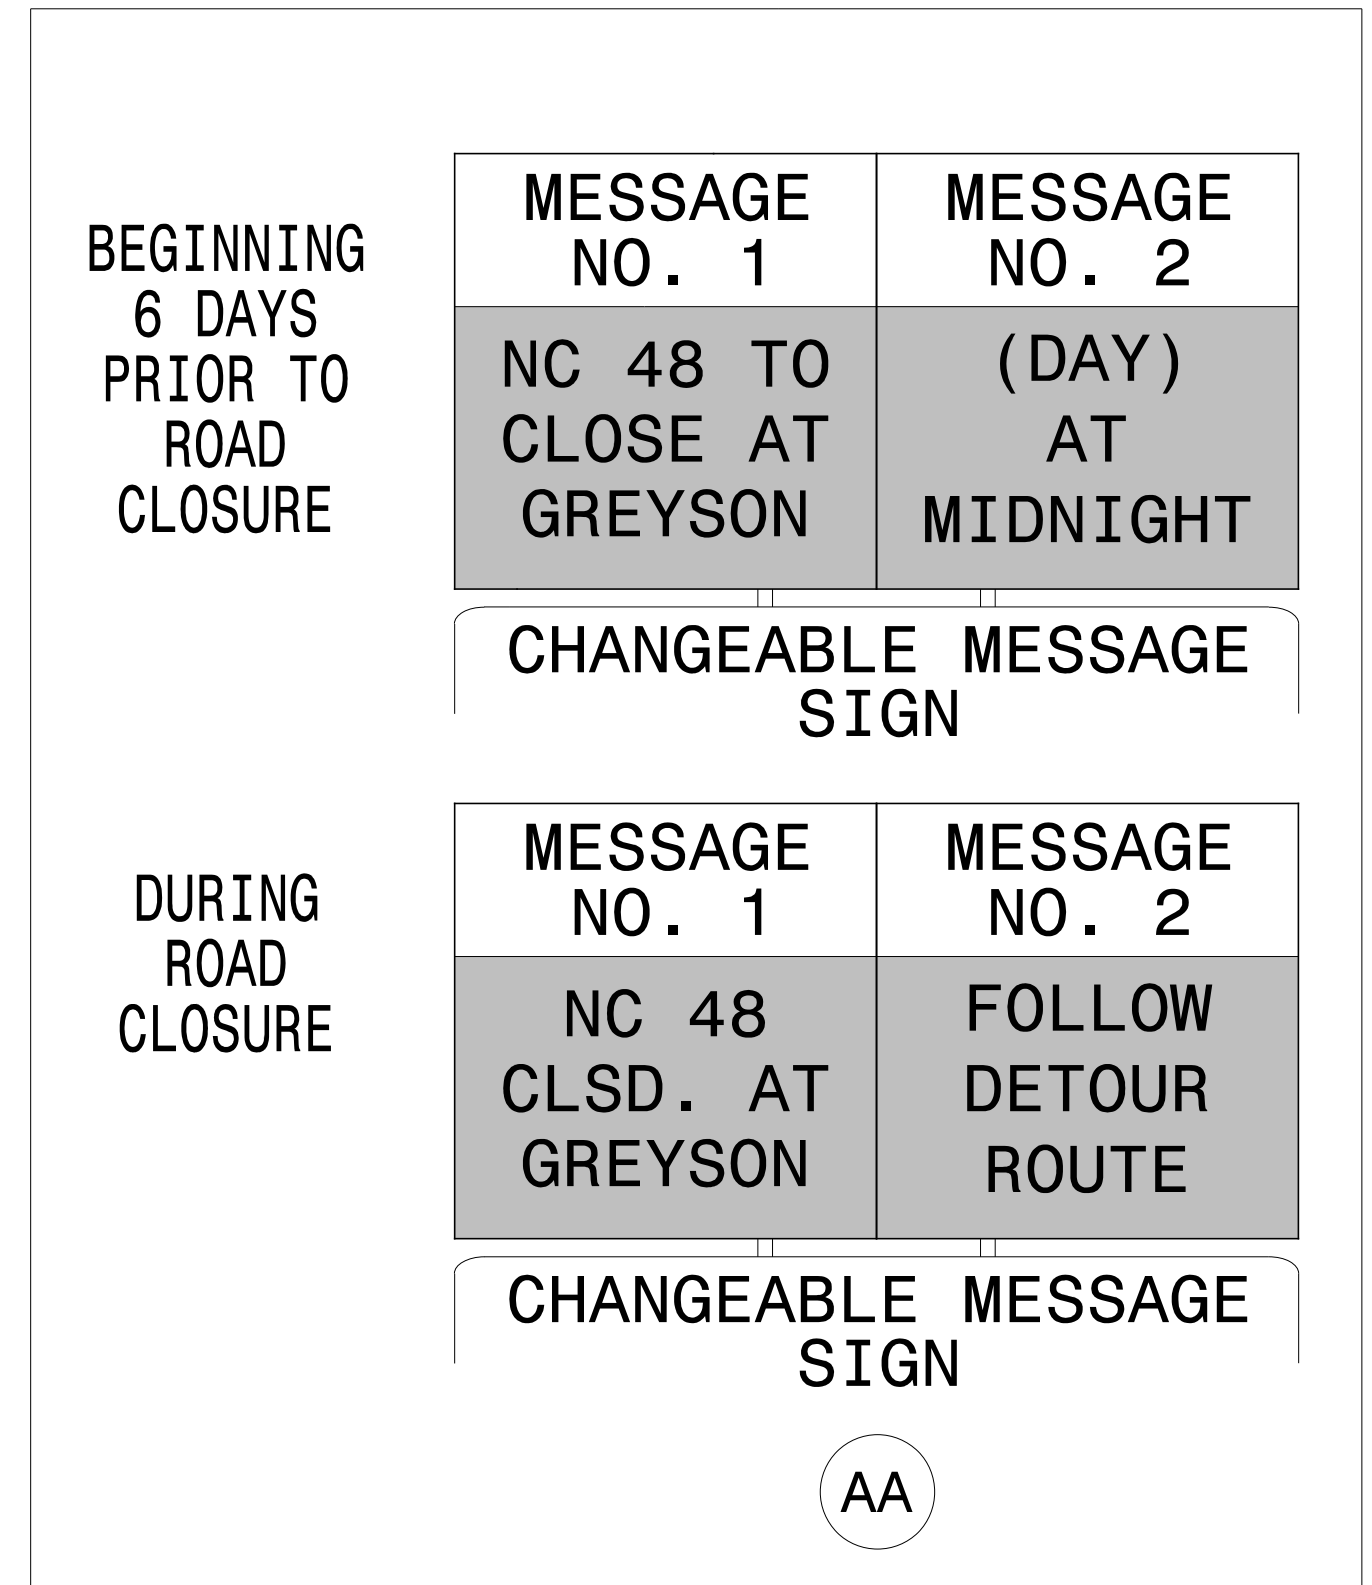 BEGINNING
6 DAYS
PRIOR TO
ROAD
CLOSURE
MESSAGE
NO. 1
MESSAGE
NO. 2
NC 48 TO
CLOSE AT
GREYSON
(DAY)
AT
MIDNIGHT
CHANGEABLE MESSAGE
SIGN
DURING
ROAD
CLOSURE
MESSAGE
NO. 1
MESSAGE
NO. 2
NC 48
CLSD. AT
GREYSON
FOLLOW
DETOUR
ROUTE
CHANGEABLE MESSAGE
SIGN
AA